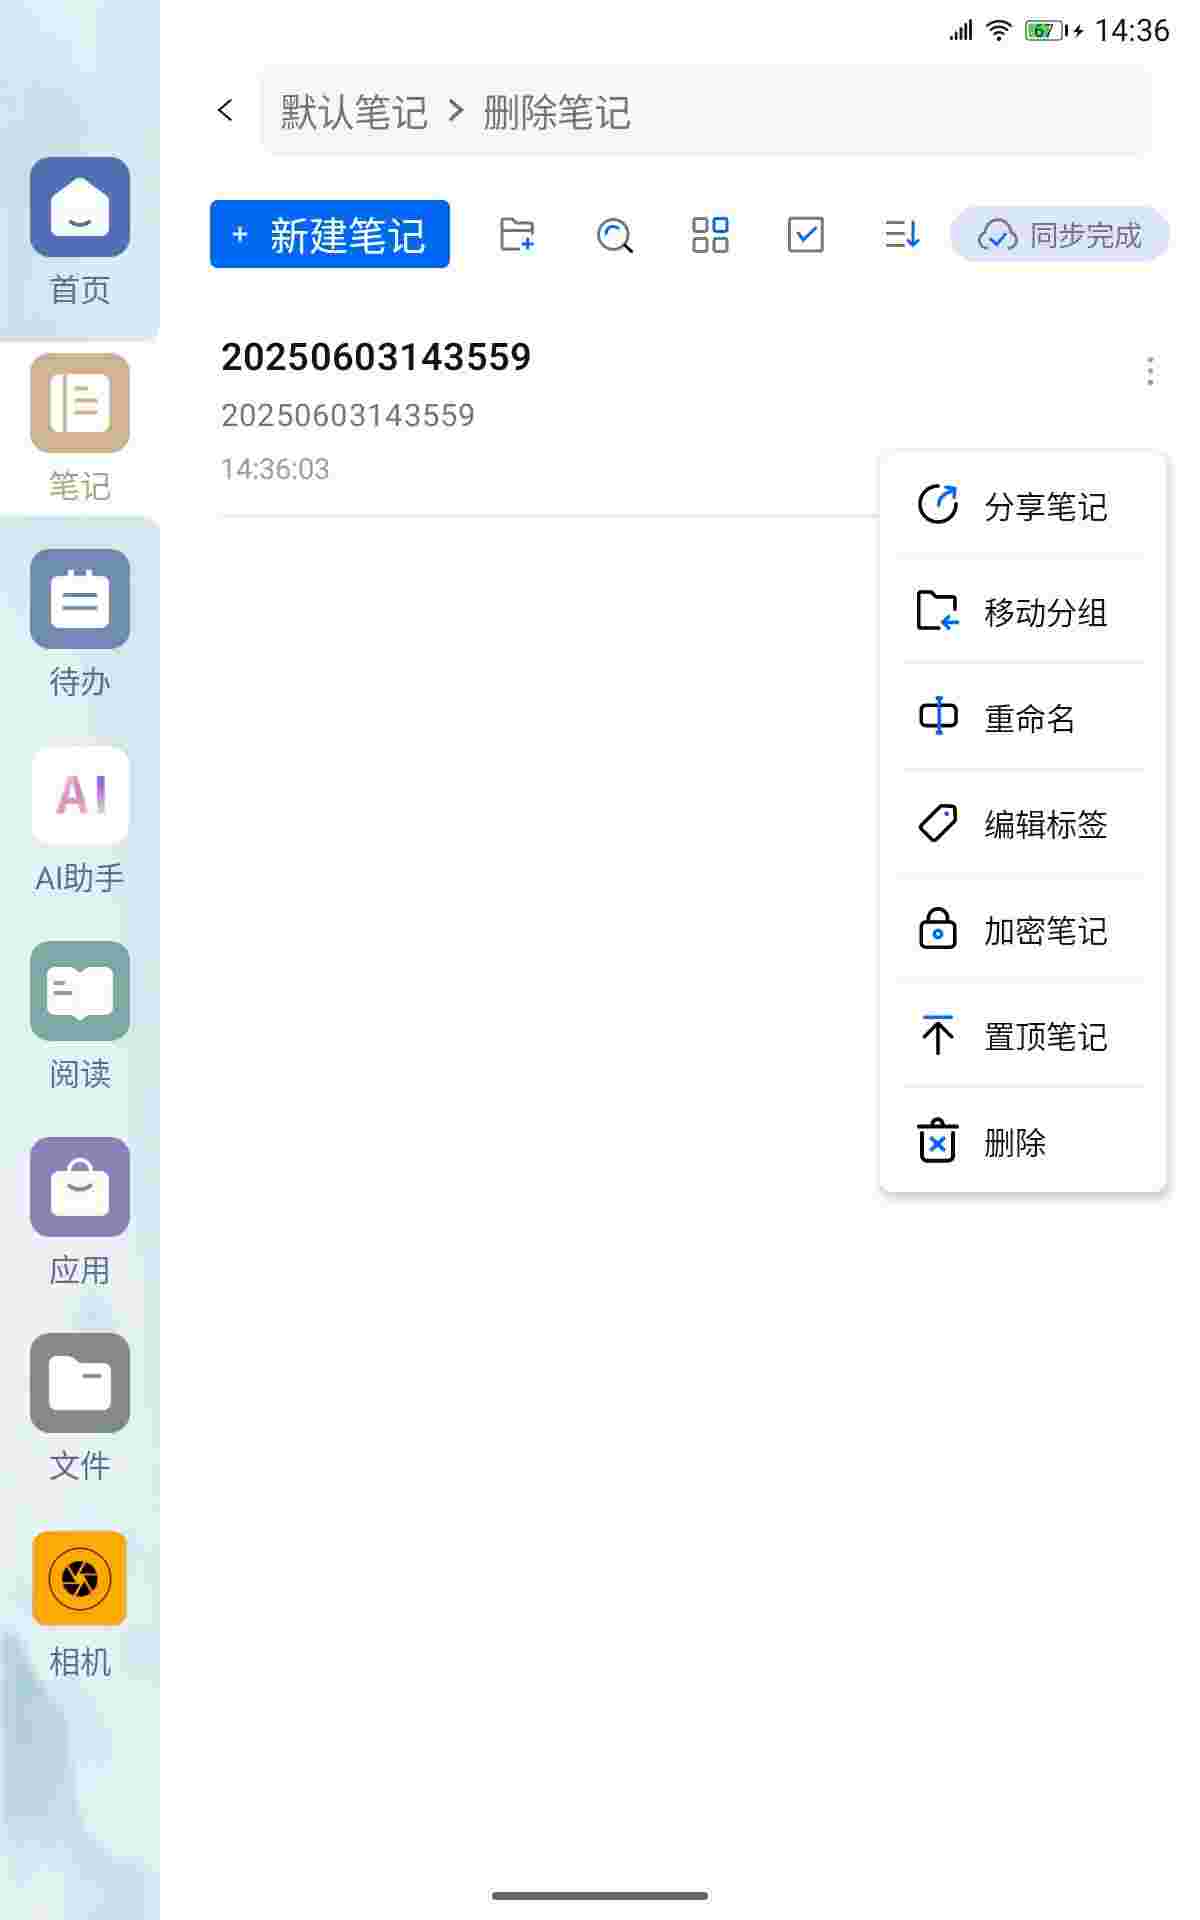 67 14:36
默认笔记 > 删除笔记
+ 新建笔记
同步完成
首页
笔记
待办
AI
AI助手
阅读
应用
文件
相机
20250603143559
20250603143559
14:36:03
分享笔记
移动分组
重命名
编辑标签
加密笔记
置顶笔记
删除